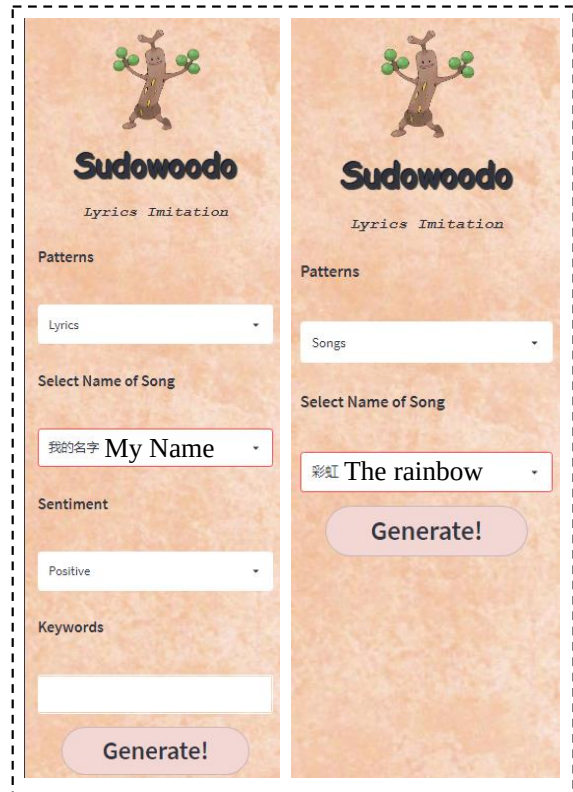 Sudowoodo
Lyrics Imitation
Patterns
Lyrics
Select Name of Song
我的名字 My Name
Sentiment
Positive
Keywords
Generate!
Sudowoodo
Lyrics Imitation
Patterns
Songs
Select Name of Song
彩虹 The rainbow
Generate!